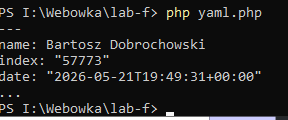 PS I:\Webowka\lab-f> php yaml.php
---
name: Bartosz Dobrochowski
index: "57773"
date: "2026-05-21T19:49:31+00:00"
...
PS I:\Webowka\lab-f>